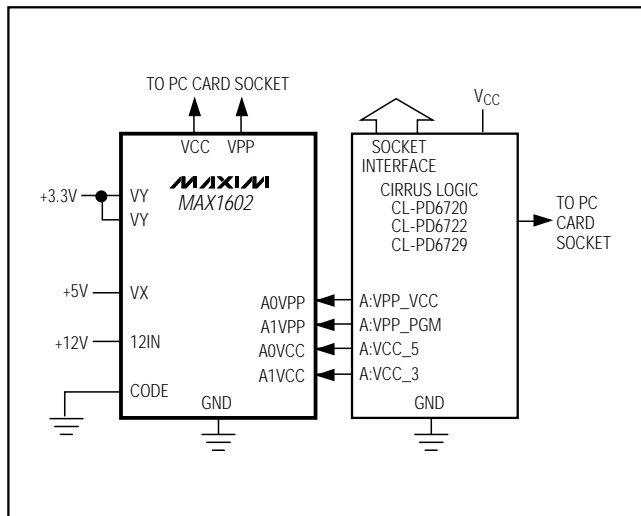 TO PC CARD SOCKET
VCC VPP
MAXIM
MAX1602
+3.3V
VY
VY
+5V
VX
+12V
12IN
CODE
GND
A0VPP
A1VPP
A0VCC
A1VCC
VCC
SOCKET
INTERFACE
CIRRUS LOGIC
CL-PD6720
CL-PD6722
CL-PD6729
A:VPP_VCC
A:VPP_PGM
A:VCC_5
A:VCC_3
GND
TO PC
CARD
SOCKET